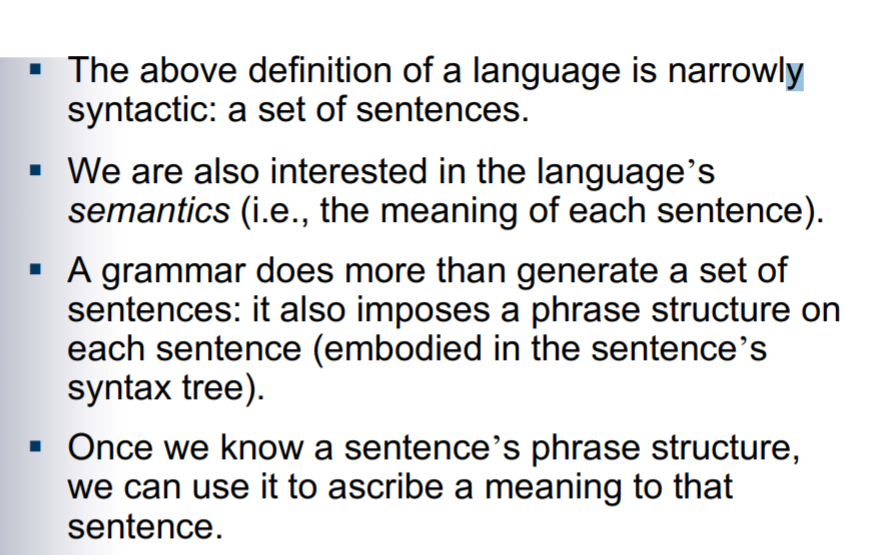 ▪ The above definition of a language is narrowly
syntactic: a set of sentences.
▪ We are also interested in the language’s
semantics (i.e., the meaning of each sentence).
▪ A grammar does more than generate a set of
sentences: it also imposes a phrase structure on
each sentence (embodied in the sentence’s
syntax tree).
▪ Once we know a sentence’s phrase structure,
we can use it to ascribe a meaning to that
sentence.